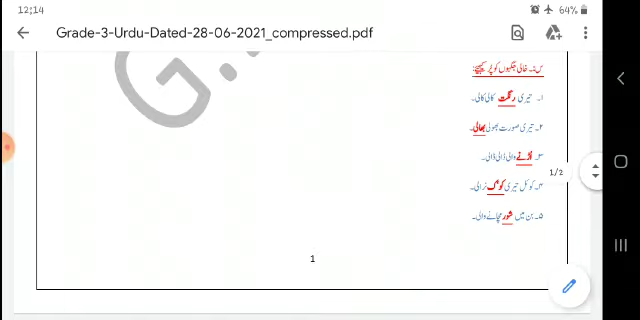 12:14
64%
Grade-3-Urdu-Dated-28-06-2021_compressed.pdf
س: خالی جگہوں کو پُر کیجیے:
۱۔ تیری رنگت کالی کالی۔
۲۔ تیری صورت بھولی بھالی۔
۳۔ اُڑنے والی ڈالی ڈالی۔
۴۔ کوئل تیری کوک نرالی۔
۵۔ بن میں شور مچانے والی۔
1/2
1